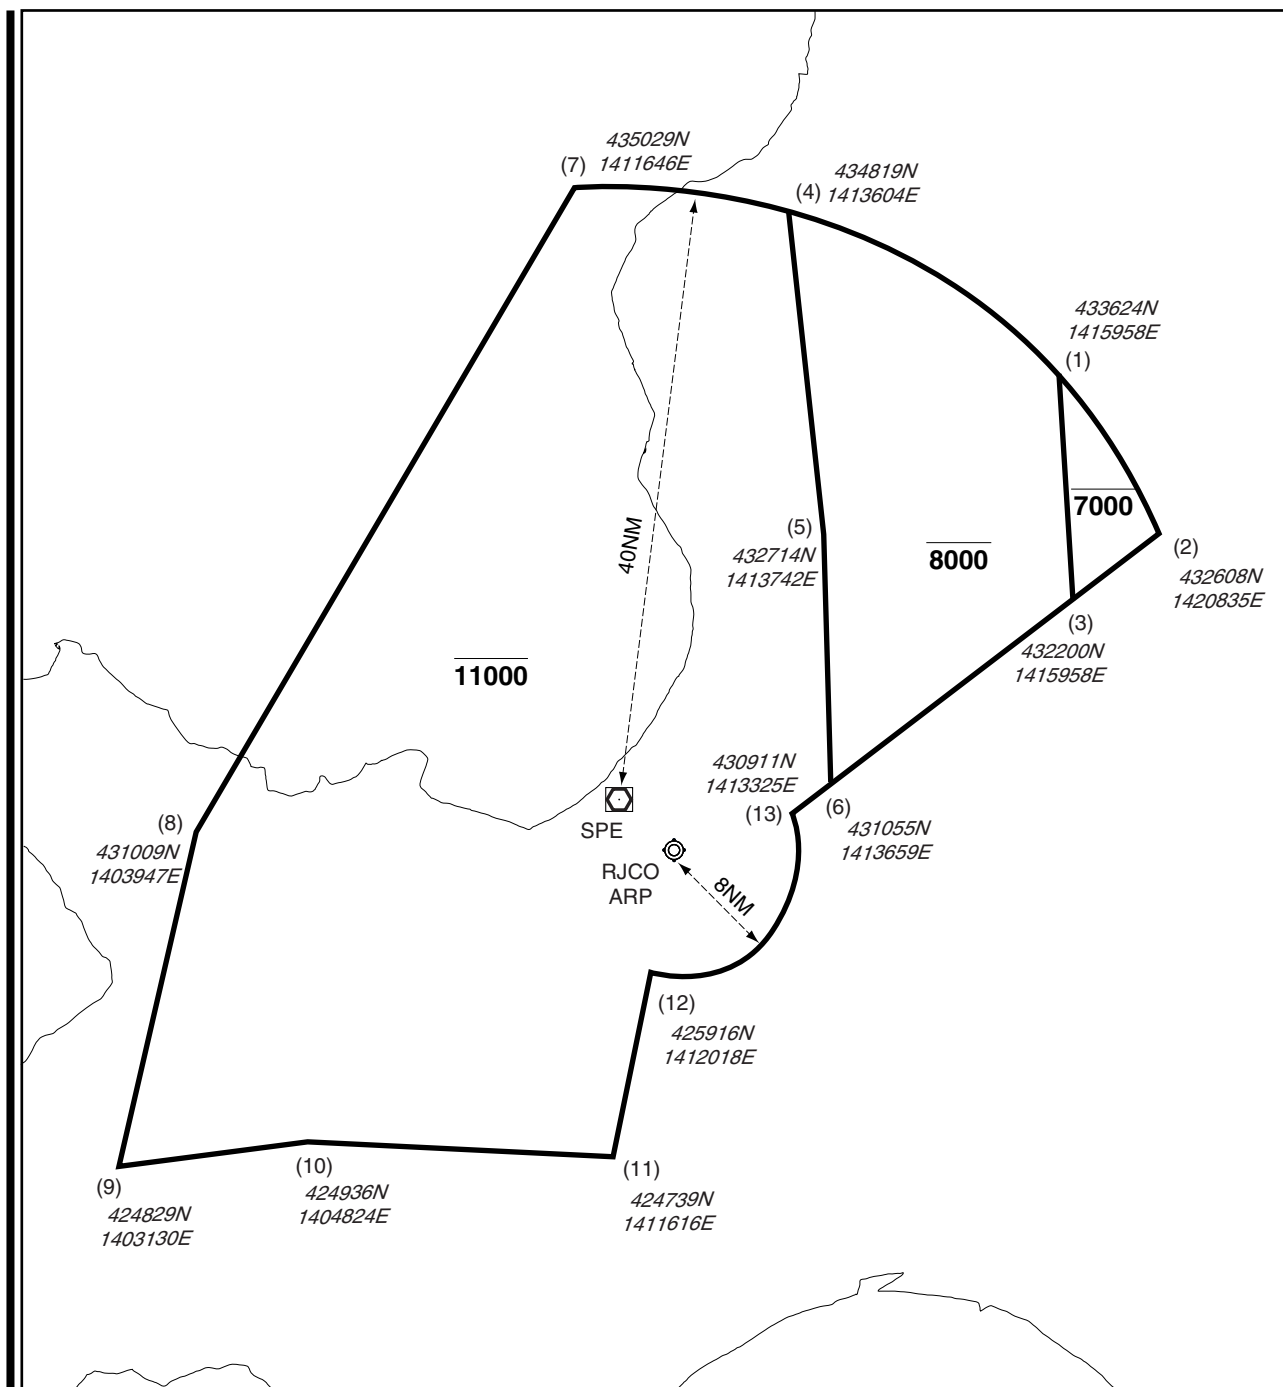 435029N
1411646E
(7)
434819N
1413604E
(4)
433624N
1415958E
(1)
7000
(5)
432714N
1413742E
40NM
8000
(2)
432608N
1420835E
(3)
432200N
1415958E
11000
430911N
1413325E
(13)
(6)
431055N
1413659E
SPE
(8)
431009N
1403947E
RJCO
ARP
8NM
(12)
425916N
1412018E
(9)
424829N
1403130E
(10)
424936N
1404824E
(11)
424739N
1411616E